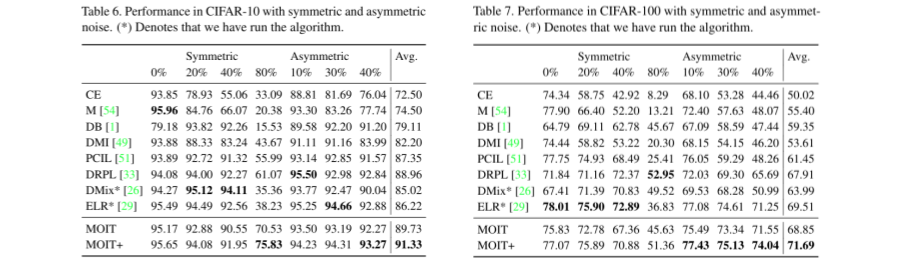 Table 6. Performance in CIFAR-10 with symmetric and asymmetric
noise. (*) Denotes that we have run the algorithm.
Symmetric Asymmetric Avg.
0% 20% 40% 80% 10% 30% 40%
CE 93.85 78.93 55.06 33.09 88.81 81.69 76.04 72.50
M [54] 95.96 84.76 66.07 20.38 93.30 83.26 77.74 74.50
DB [1] 79.18 93.82 92.26 15.53 89.58 92.20 91.20 79.11
DMI [49] 93.88 88.33 83.24 43.67 91.11 91.16 83.99 82.20
PCIL [51] 93.89 92.72 91.32 55.99 93.14 92.85 91.57 87.35
DRPL [33] 94.08 94.00 92.27 61.07 95.50 92.98 92.84 88.96
DMix* [26] 94.27 95.12 94.11 35.36 93.77 92.47 90.04 85.02
ELR* [29] 95.49 94.49 92.56 38.23 95.25 94.66 92.88 86.22
MOIT 95.17 92.88 90.55 70.53 93.50 93.19 92.27 89.73
MOIT+ 95.65 94.08 91.95 75.83 94.23 94.31 93.27 91.33
Table 7. Performance in CIFAR-100 with symmetric and asymmet-
ric noise. (*) Denotes that we have run the algorithm.
Symmetric Asymmetric Avg.
0% 20% 40% 80% 10% 30% 40%
CE 74.34 58.75 42.92 8.29 68.10 53.28 44.46 50.02
M [54] 77.90 66.40 52.20 13.21 72.40 57.63 48.07 55.40
DB [1] 64.79 69.11 62.78 45.67 67.09 58.59 47.44 59.35
DMI [49] 74.44 58.82 53.22 20.30 68.15 54.15 46.20 53.61
PCIL [51] 77.75 74.93 68.49 25.41 76.05 59.29 48.26 61.45
DRPL [33] 71.84 71.16 72.37 52.95 72.03 69.30 65.69 67.91
DMix* [26] 67.41 71.39 70.83 49.52 69.53 68.28 50.99 63.99
ELR* [29] 78.01 75.90 72.89 36.83 77.08 74.61 71.25 69.51
MOIT 75.83 72.78 67.36 45.63 75.49 73.34 71.55 68.85
MOIT+ 77.07 75.89 70.88 51.36 77.43 75.13 74.04 71.69